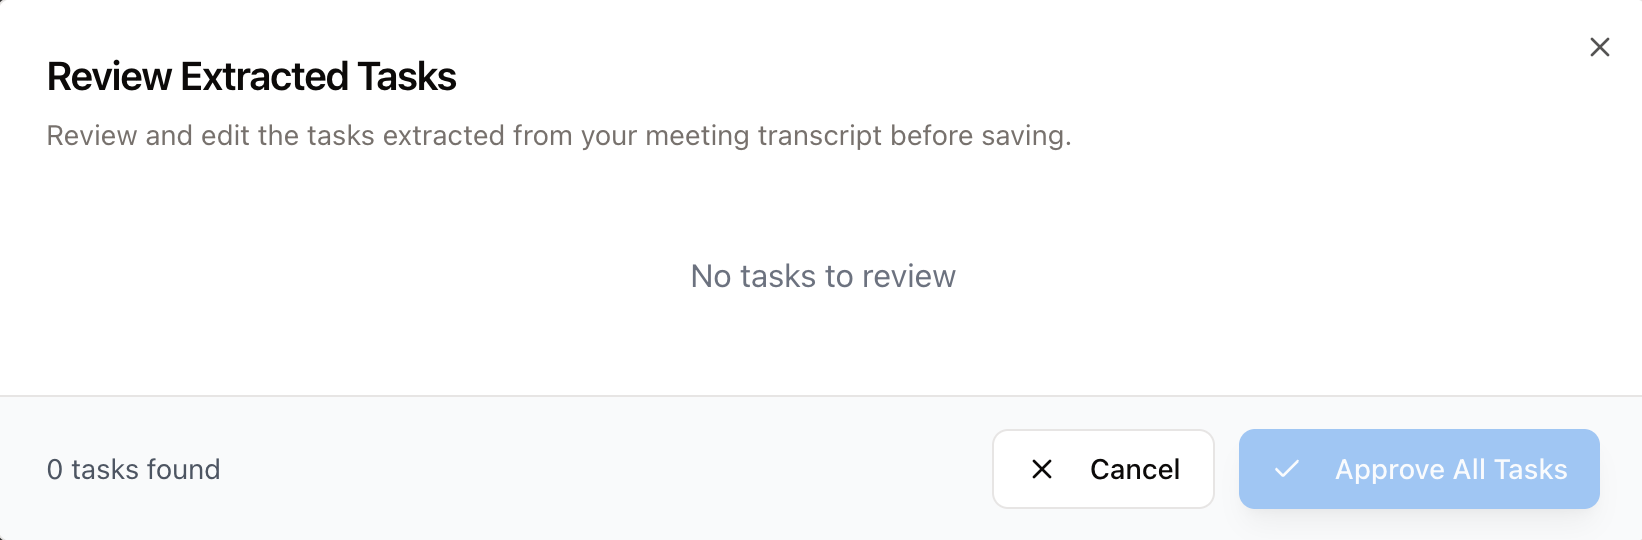 Review Extracted Tasks
Review and edit the tasks extracted from your meeting transcript before saving.
No tasks to review
0 tasks found
Cancel
Approve All Tasks